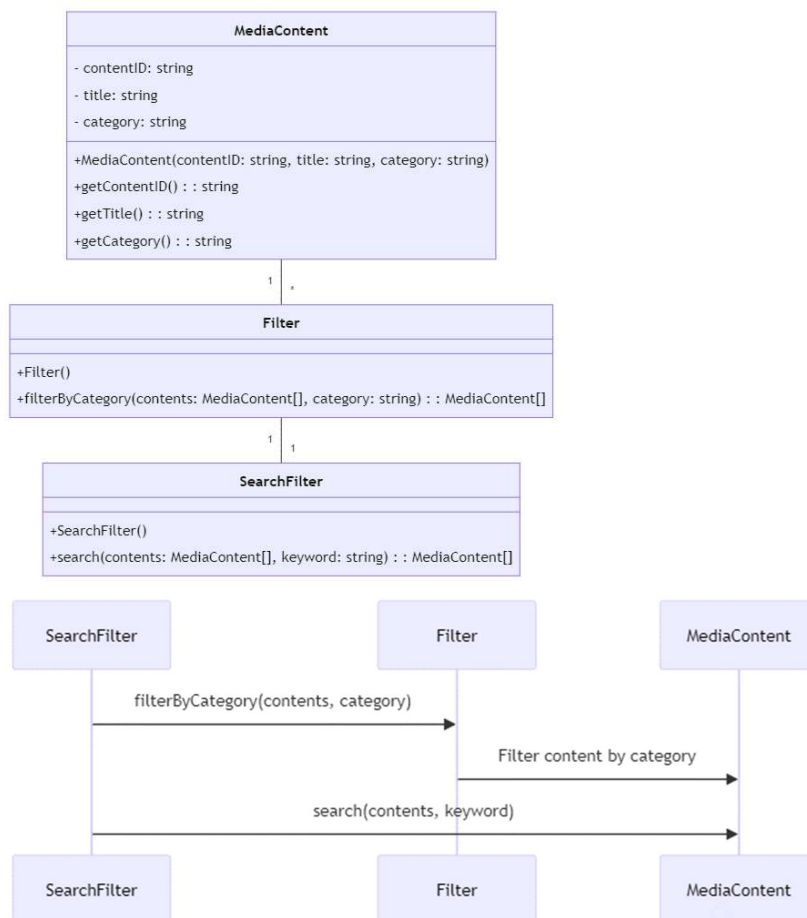 MediaContent
- contentID: string
- title: string
- category: string
+MediaContent(contentID: string, title: string, category: string)
+getContentID() : : string
+getTitle() : : string
+getCategory() : : string
1
*
Filter
+Filter()
+filterByCategory(contents: MediaContent[], category: string) : : MediaContent[]
1
1
SearchFilter
+SearchFilter()
+search(contents: MediaContent[], keyword: string) : : MediaContent[]
SearchFilter Filter MediaContent
filterByCategory(contents, category)
Filter content by category
search(contents, keyword)
SearchFilter Filter MediaContent